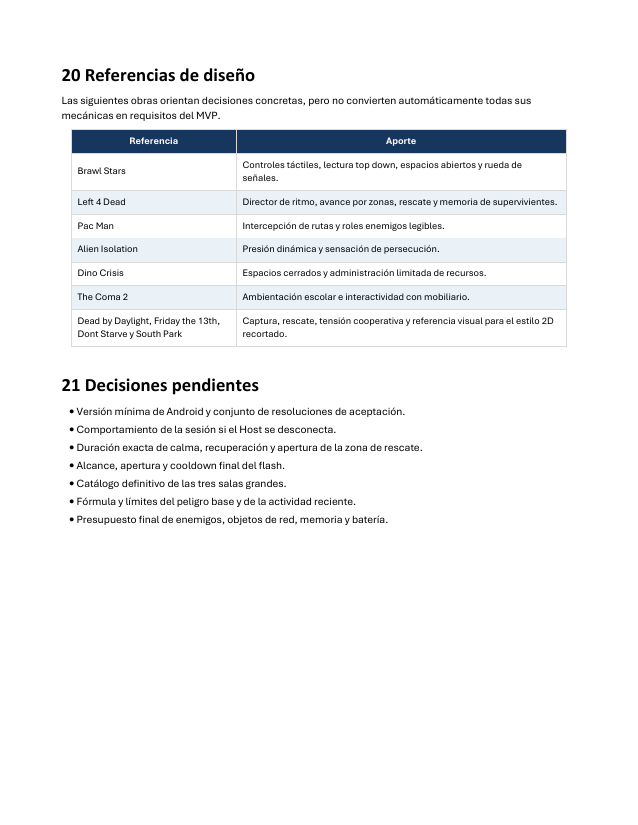 20 Referencias de diseño
Las siguientes obras orientan decisiones concretas, pero no convierten automáticamente todas sus
mecánicas en requisitos del MVP.
Referencia Aporte
Brawl Stars Controles táctiles, lectura top down, espacios abiertos y rueda de
señales.
Left 4 Dead Director de ritmo, avance por zonas, rescate y memoria de supervivientes.
Pac Man Intercepción de rutas y roles enemigos legibles.
Alien Isolation Presión dinámica y sensación de persecución.
Dino Crisis Espacios cerrados y administración limitada de recursos.
The Coma 2 Ambientación escolar e interactividad con mobiliario.
Dead by Daylight, Friday the 13th, Captura, rescate, tensión cooperativa y referencia visual para el estilo 2D
Dont Starve y South Park recortado.
21 Decisiones pendientes
• Versión mínima de Android y conjunto de resoluciones de aceptación.
• Comportamiento de la sesión si el Host se desconecta.
• Duración exacta de calma, recuperación y apertura de la zona de rescate.
• Alcance, apertura y cooldown final del flash.
• Catálogo definitivo de las tres salas grandes.
• Fórmula y límites del peligro base y de la actividad reciente.
• Presupuesto final de enemigos, objetos de red, memoria y batería.